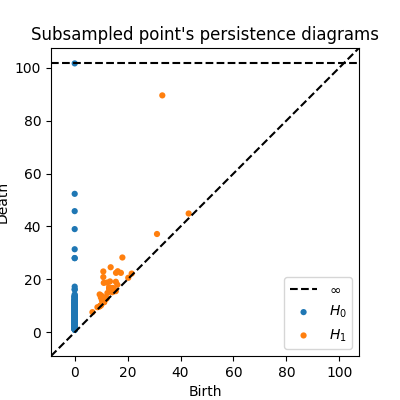 Subsampled point's persistence diagrams
100
80
60
40
20
0
Death
0 20 40 60 80 100
Birth
∞
H₀
H₁